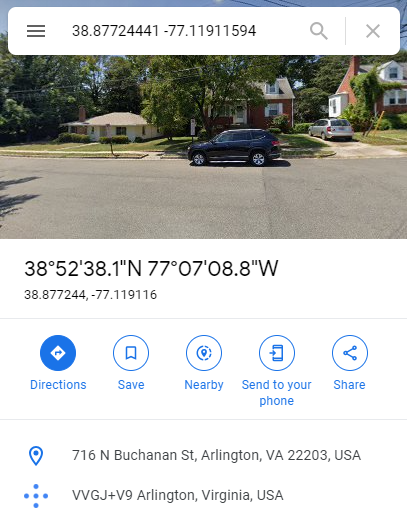 38.87724441 -77.11911594
38°52'38.1"N 77°07'08.8"W
38.877244, -77.119116
Directions
Save
Nearby
Send to your
phone
Share
716 N Buchanan St, Arlington, VA 22203, USA
VVGJ+V9 Arlington, Virginia, USA